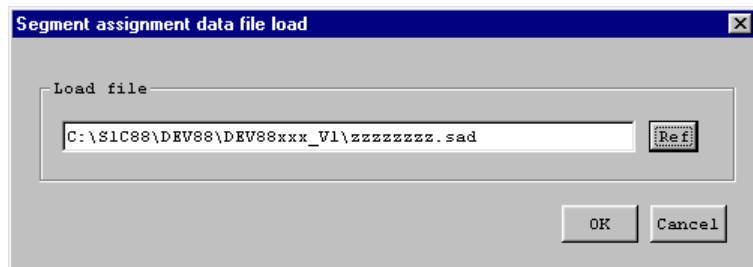 Segment assignment data file load
Load file
C:\S1C88\DEV88\DEV88xxx_V1\zzzzzzzz.sad
Ref
OK
Cancel